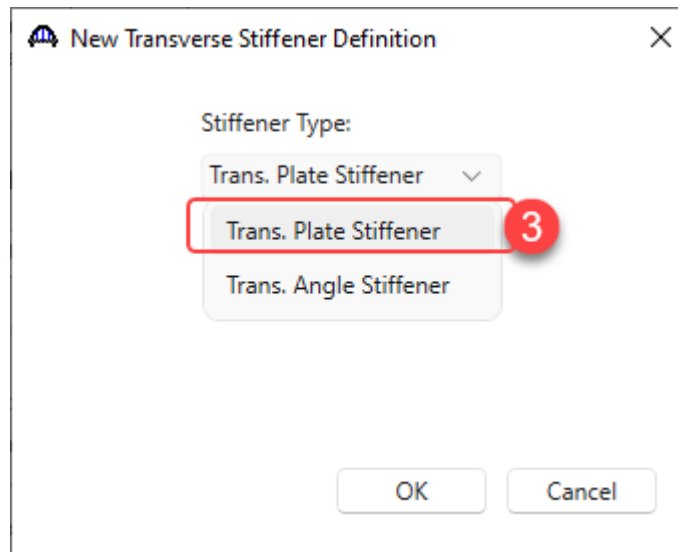 New Transverse Stiffener Definition
Stiffener Type:
Trans. Plate Stiffener
Trans. Plate Stiffener
3
Trans. Angle Stiffener
OK
Cancel